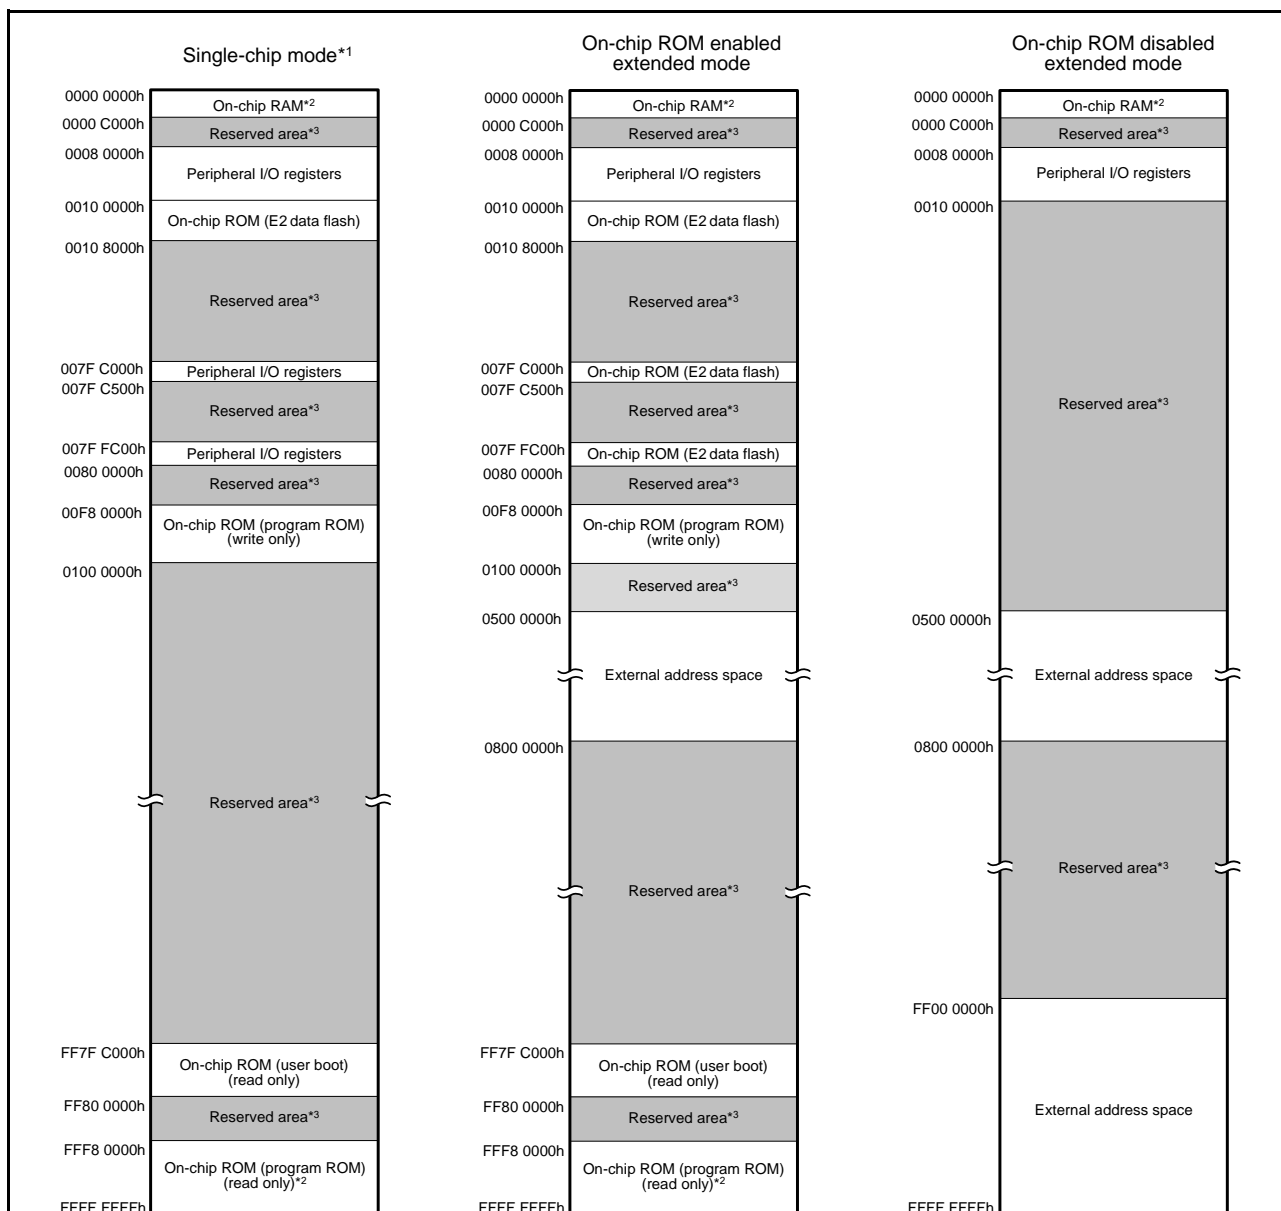 Single-chip mode*1
0000 0000h
On-chip RAM*2
0000 C000h
Reserved area*3
0008 0000h
Peripheral I/O registers
0010 0000h
On-chip ROM (E2 data flash)
0010 8000h
Reserved area*3
007F C000h
Peripheral I/O registers
007F C500h
Reserved area*3
007F FC00h
Peripheral I/O registers
0080 0000h
Reserved area*3
00F8 0000h
On-chip ROM (program ROM)
(write only)
0100 0000h
Reserved area*3
FF7F C000h
On-chip ROM (user boot)
(read only)
FF80 0000h
Reserved area*3
FFF8 0000h
On-chip ROM (program ROM)
(read only)*2
FFFF FFFFh
On-chip ROM enabled
extended mode
0000 0000h
On-chip RAM*2
0000 C000h
Reserved area*3
0008 0000h
Peripheral I/O registers
0010 0000h
On-chip ROM (E2 data flash)
0010 8000h
Reserved area*3
007F C000h
On-chip ROM (E2 data flash)
007F C500h
Reserved area*3
007F FC00h
On-chip ROM (E2 data flash)
0080 0000h
Reserved area*3
00F8 0000h
On-chip ROM (program ROM)
(write only)
0100 0000h
Reserved area*3
0500 0000h
External address space
0800 0000h
Reserved area*3
FF7F C000h
On-chip ROM (user boot)
(read only)
FF80 0000h
Reserved area*3
FFF8 0000h
On-chip ROM (program ROM)
(read only)*2
FFFF FFFFh
On-chip ROM disabled
extended mode
0000 0000h
On-chip RAM*2
0000 C000h
Reserved area*3
0008 0000h
Peripheral I/O registers
0010 0000h
Reserved area*3
0500 0000h
External address space
0800 0000h
Reserved area*3
FF00 0000h
External address space
FFFF FFFFh